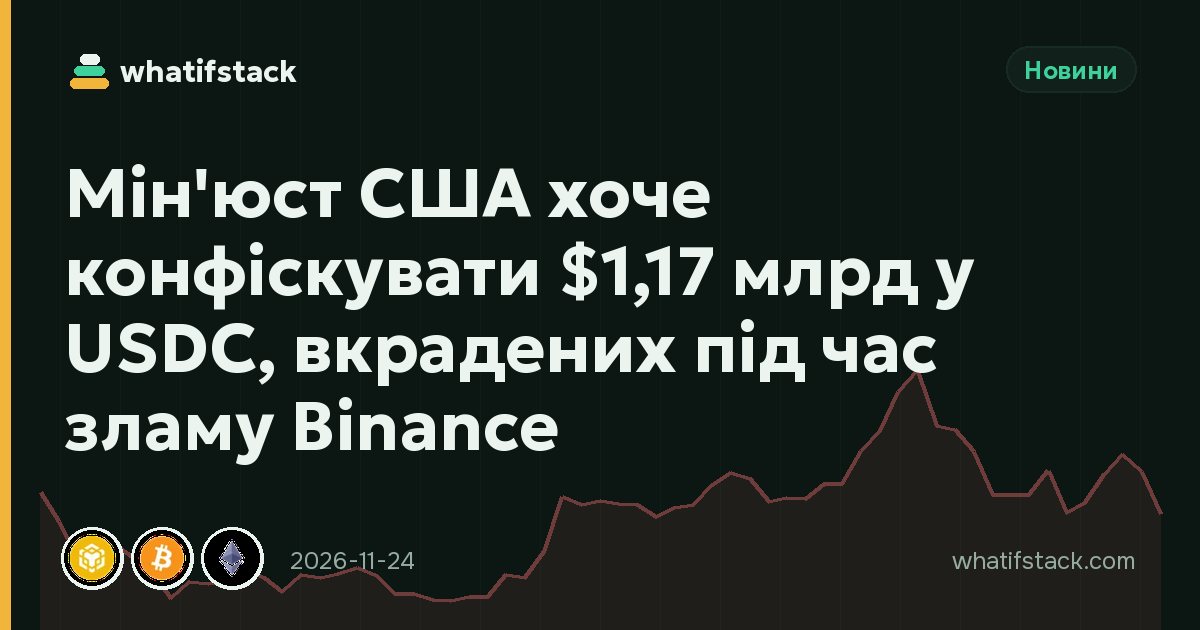 whatifstack
Новини
Мін'юст США хоче
конфіскувати $1,17 млрд у
USDC, вкрадених під час
зламу Binance
2026-11-24
whatifstack.com